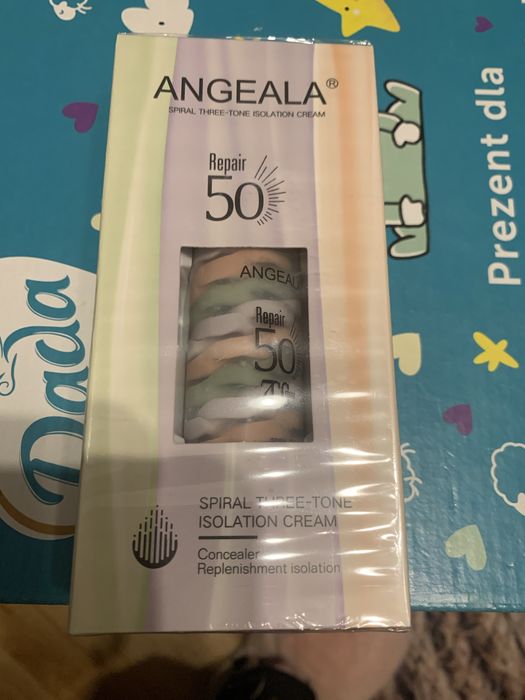 ANGEALA®
SPIRAL THREE-TONE ISOLATION CREAM
Repair
50
ANGEALA
Repair
50
SPIRAL THREE-TONE
ISOLATION CREAM
Concealer
Replenishment isolation
Dada
Prezent dla